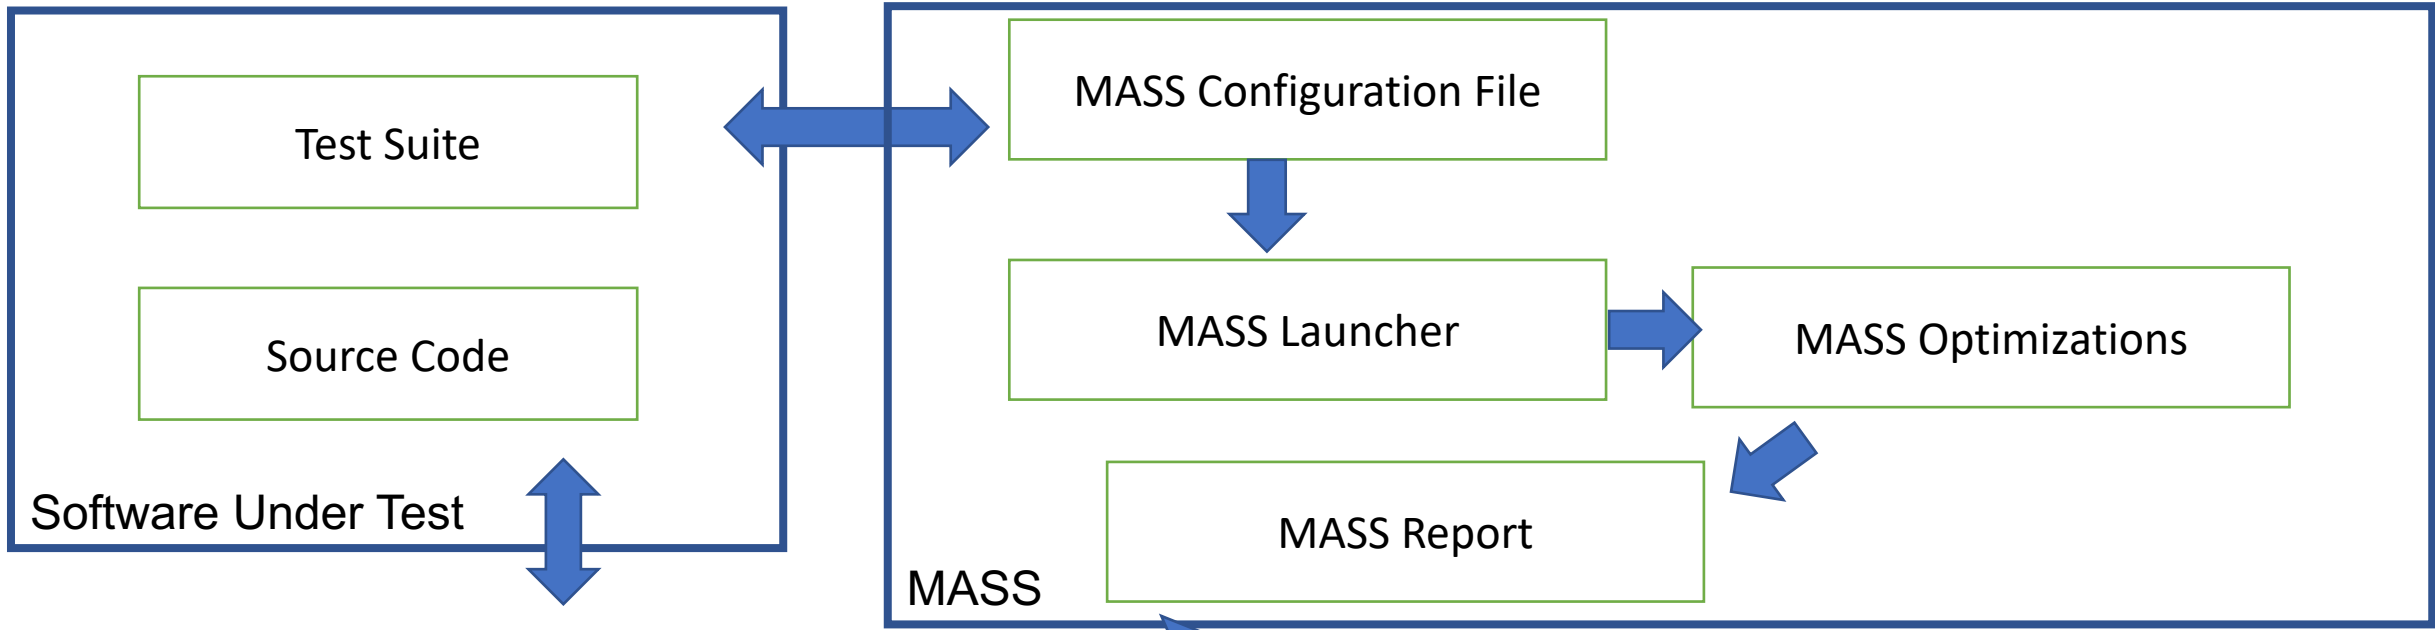 Test Suite
Source Code
Software Under Test
MASS Configuration File
MASS Launcher
MASS Optimizations
MASS Report
MASS